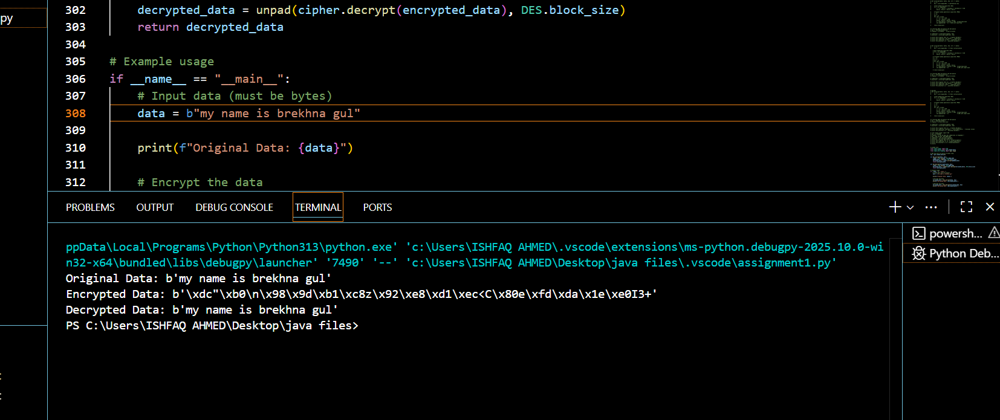 py
302 decrypted_data = unpad(cipher.decrypt(encrypted_data), DES.block_size)
303 return decrypted_data
304
305 # Example usage
306 if __name__ == "__main__":
307 # Input data (must be bytes)
308 data = b"my name is brekhna gul"
309
310 print(f"Original Data: {data}")
311
312 # Encrypt the data
PROBLEMS OUTPUT DEBUG CONSOLE TERMINAL PORTS
ppData\Local\Programs\Python\Python313\python.exe' 'c:\Users\ISHFAQ AHMED\.vscode\extensions\ms-python.debugpy-2025.10.0-wi
n32-x64\bundled\libs\debugpy\launcher' '7490' '--' 'c:\Users\ISHFAQ AHMED\Desktop\java files\.vscode\assignment1.py'
Original Data: b'my name is brekhna gul'
Encrypted Data: b'\xdc"\xb0\n\x98\x9d\xb1\xc8z\x92\xe8\xd1\xec<C\x80e\xfd\xda\x1e\xe0I3+'
Decrypted Data: b'my name is brekhna gul'
PS C:\Users\ISHFAQ AHMED\Desktop\java files>
powersh...
Python Deb...